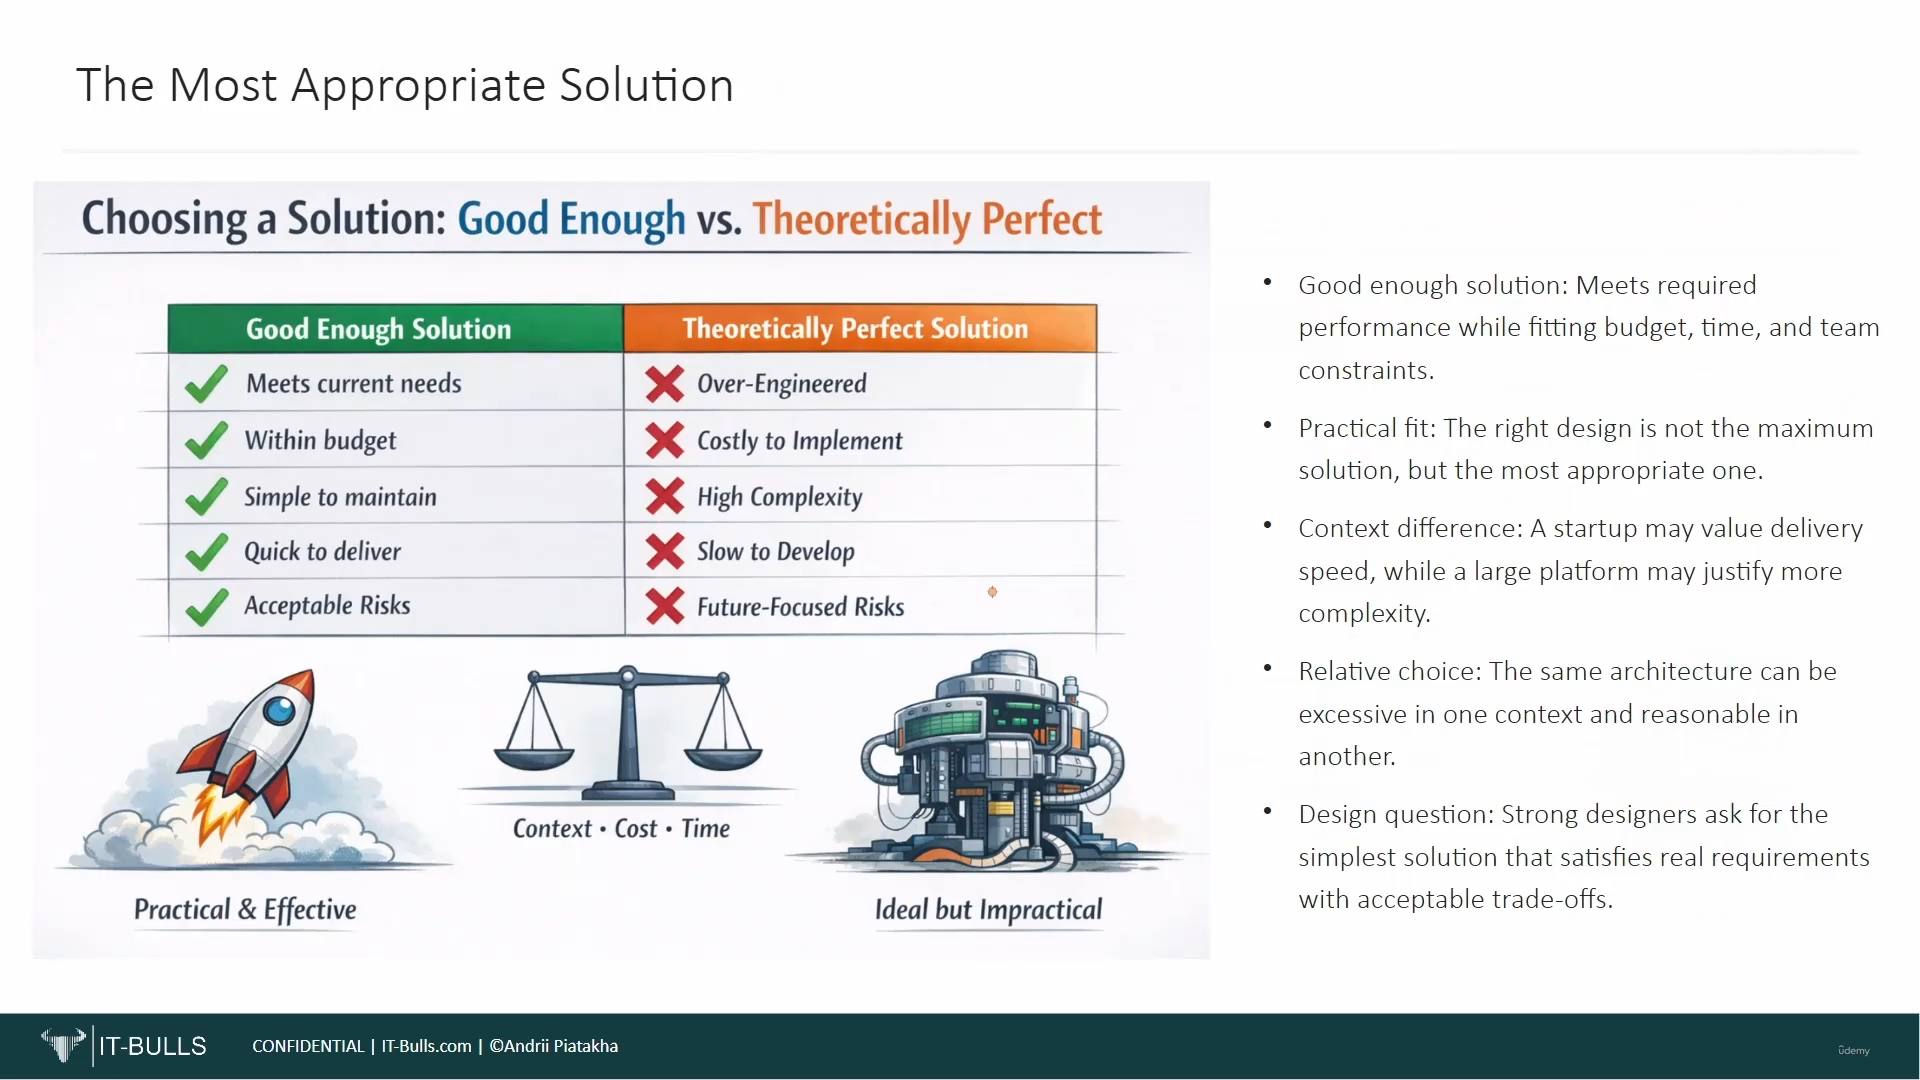 The Most Appropriate Solution
Choosing a Solution: Good Enough vs. Theoretically Perfect
Good Enough Solution
Theoretically Perfect Solution
Meets current needs
Over-Engineered
Within budget
Costly to Implement
Simple to maintain
High Complexity
Quick to deliver
Slow to Develop
Acceptable Risks
Future-Focused Risks
Context • Cost • Time
Practical & Effective
Ideal but Impractical
• Good enough solution: Meets required
performance while fitting budget, time, and team
constraints.
• Practical fit: The right design is not the maximum
solution, but the most appropriate one.
• Context difference: A startup may value delivery
speed, while a large platform may justify more
complexity.
• Relative choice: The same architecture can be
excessive in one context and reasonable in
another.
• Design question: Strong designers ask for the
simplest solution that satisfies real requirements
with acceptable trade-offs.
IT-BULLS
CONFIDENTIAL | IT-Bulls.com | ©Andrii Piatakha
udemy